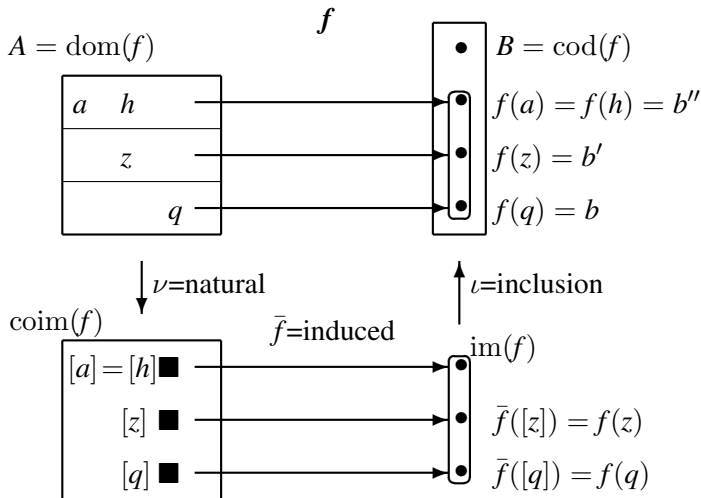 f
A = dom(f) B = cod(f)
a h f(a) = f(h) = b′′
z f(z) = b′
q f(q) = b
ν=natural ι=inclusion
coim(f) f̄=induced im(f)
[a]=[h]
[z] f̄([z]) = f(z)
[q] f̄([q]) = f(q)